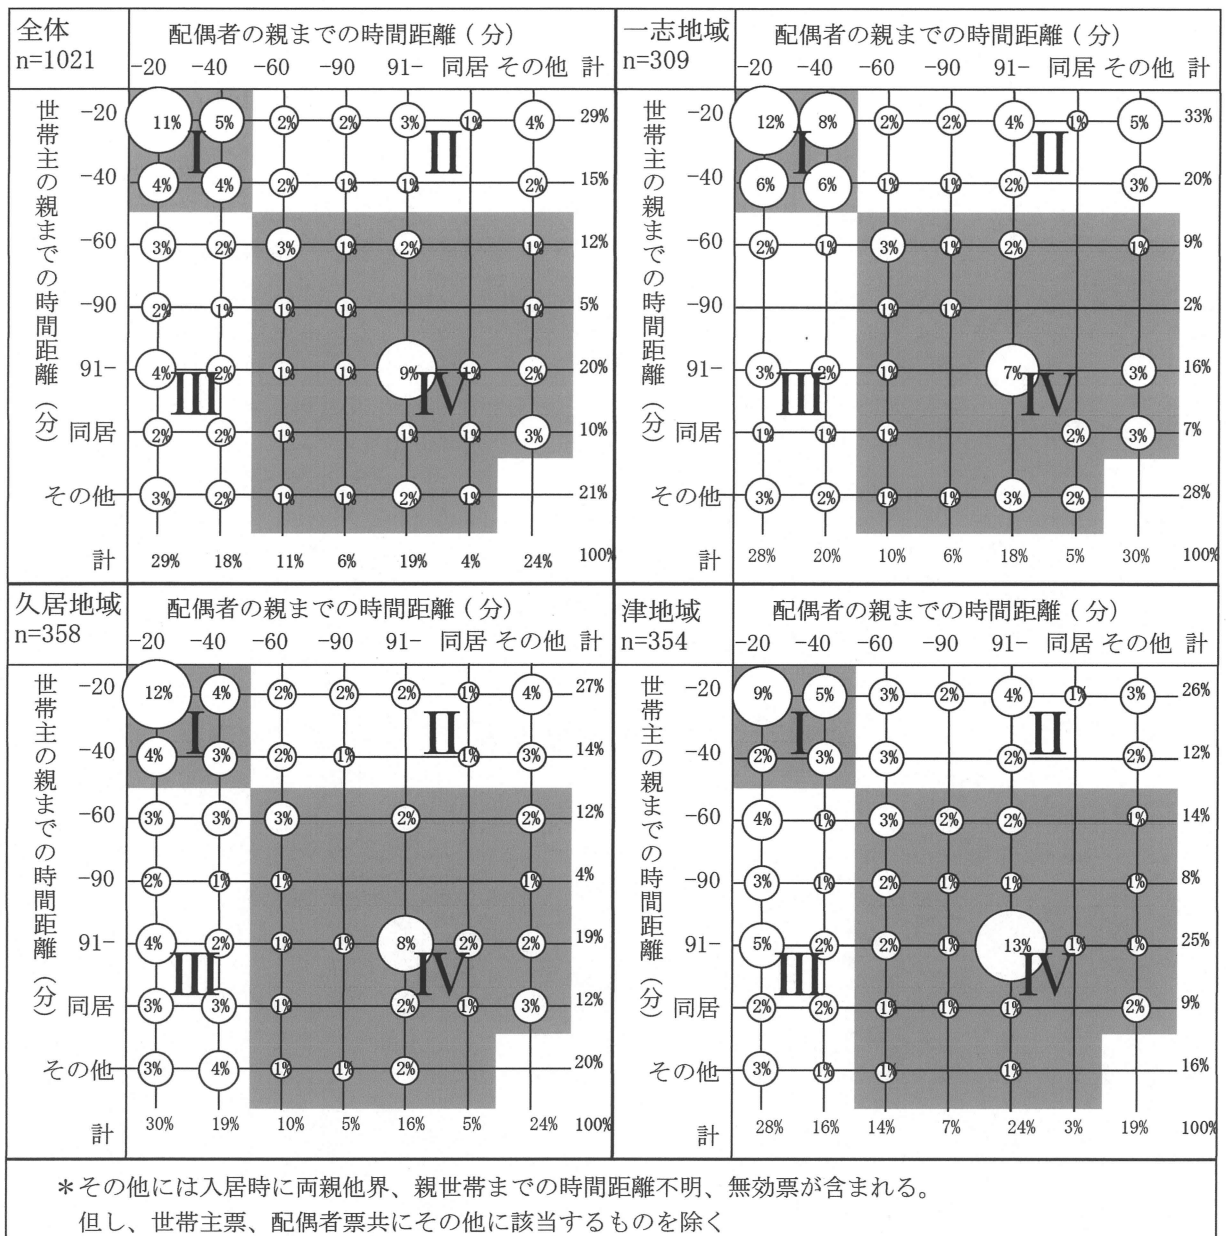 全体
n=1021
配偶者の親までの時間距離（分）
-20 -40 -60 -90 91- 同居 その他 計
世帯主の親までの時間距離（分）
-20 11% 5% 2% 2% 3% 1% 4% 29%
I II
-40 4% 4% 2% 1% 1% 2% 15%
-60 3% 2% 3% 1% 2% 1% 12%
-90 2% 1% 1% 1% 1% 5%
91- 4% 2% 1% 1% 9% 1% 2% 20%
III IV
同居 2% 2% 1% 1% 1% 3% 10%
その他 3% 2% 1% 1% 2% 1% 21%
計 29% 18% 11% 6% 19% 4% 24% 100%
一志地域
n=309
配偶者の親までの時間距離（分）
-20 -40 -60 -90 91- 同居 その他 計
世帯主の親までの時間距離（分）
-20 12% 8% 2% 2% 4% 1% 5% 33%
I II
-40 6% 6% 1% 1% 2% 3% 20%
-60 2% 1% 3% 1% 2% 1% 9%
-90 1% 1% 2%
91- 3% 2% 1% 7% 3% 16%
III IV
同居 1% 1% 1% 2% 3% 7%
その他 3% 2% 1% 1% 3% 2% 28%
計 28% 20% 10% 6% 18% 5% 30% 100%
久居地域
n=358
配偶者の親までの時間距離（分）
-20 -40 -60 -90 91- 同居 その他 計
世帯主の親までの時間距離（分）
-20 12% 4% 2% 2% 2% 1% 4% 27%
I II
-40 4% 3% 2% 1% 1% 3% 14%
-60 3% 3% 3% 2% 2% 12%
-90 2% 1% 1% 1% 4%
91- 4% 2% 1% 1% 8% 2% 2% 19%
III IV
同居 3% 3% 1% 2% 1% 3% 12%
その他 3% 4% 1% 1% 2% 20%
計 30% 19% 10% 5% 16% 5% 24% 100%
津地域
n=354
配偶者の親までの時間距離（分）
-20 -40 -60 -90 91- 同居 その他 計
世帯主の親までの時間距離（分）
-20 9% 5% 3% 2% 4% 1% 3% 26%
I II
-40 2% 3% 3% 2% 2% 12%
-60 4% 1% 3% 2% 2% 1% 14%
-90 3% 1% 2% 1% 1% 1% 8%
91- 5% 2% 2% 1% 13% 1% 1% 25%
III IV
同居 2% 2% 1% 1% 1% 2% 9%
その他 3% 1% 1% 1% 16%
計 28% 16% 14% 7% 24% 3% 19% 100%
＊その他には入居時に両親他界、親世帯までの時間距離不明、無効票が含まれる。
但し、世帯主票、配偶者票共にその他に該当するものを除く